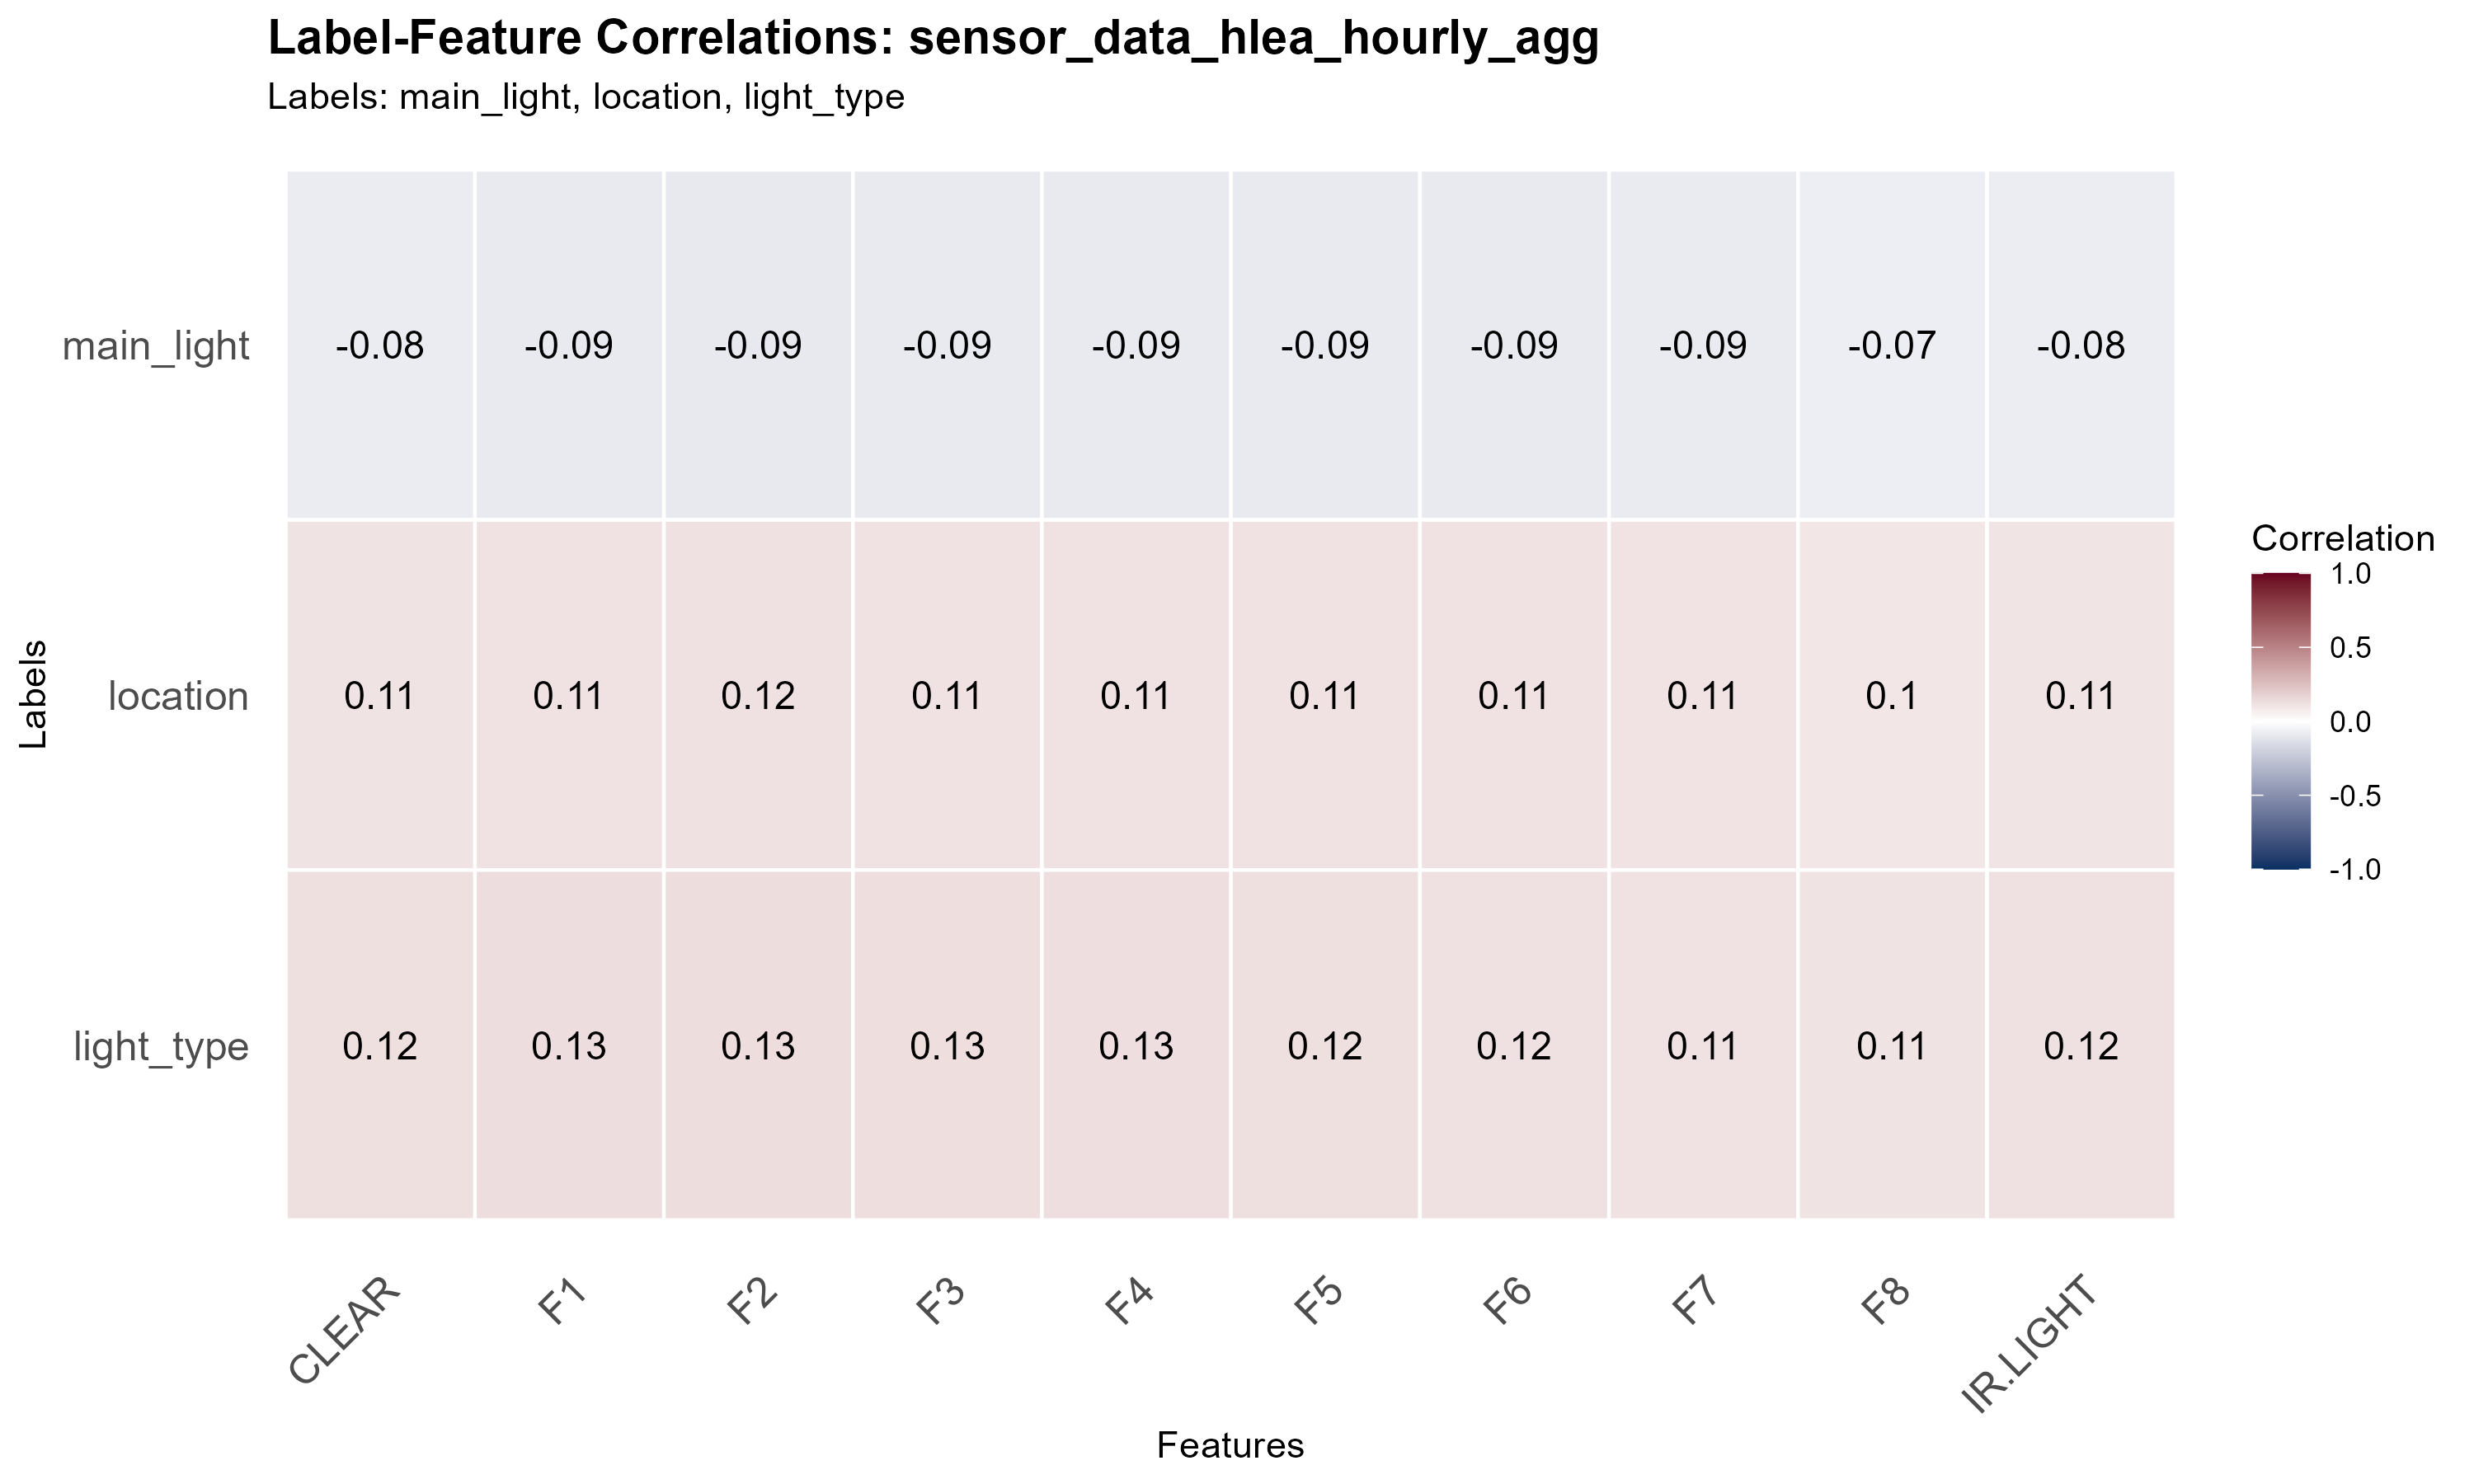 Label-Feature Correlations: sensor_data_hlea_hourly_agg
Labels: main_light, location, light_type
main_light -0.08 -0.09 -0.09 -0.09 -0.09 -0.09 -0.09 -0.09 -0.07 -0.08
location 0.11 0.11 0.12 0.11 0.11 0.11 0.11 0.11 0.1 0.11
light_type 0.12 0.13 0.13 0.13 0.13 0.12 0.12 0.11 0.11 0.12
Labels
CLEAR F1 F2 F3 F4 F5 F6 F7 F8 IR.LIGHT
Features
Correlation
1.0
0.5
0.0
-0.5
-1.0